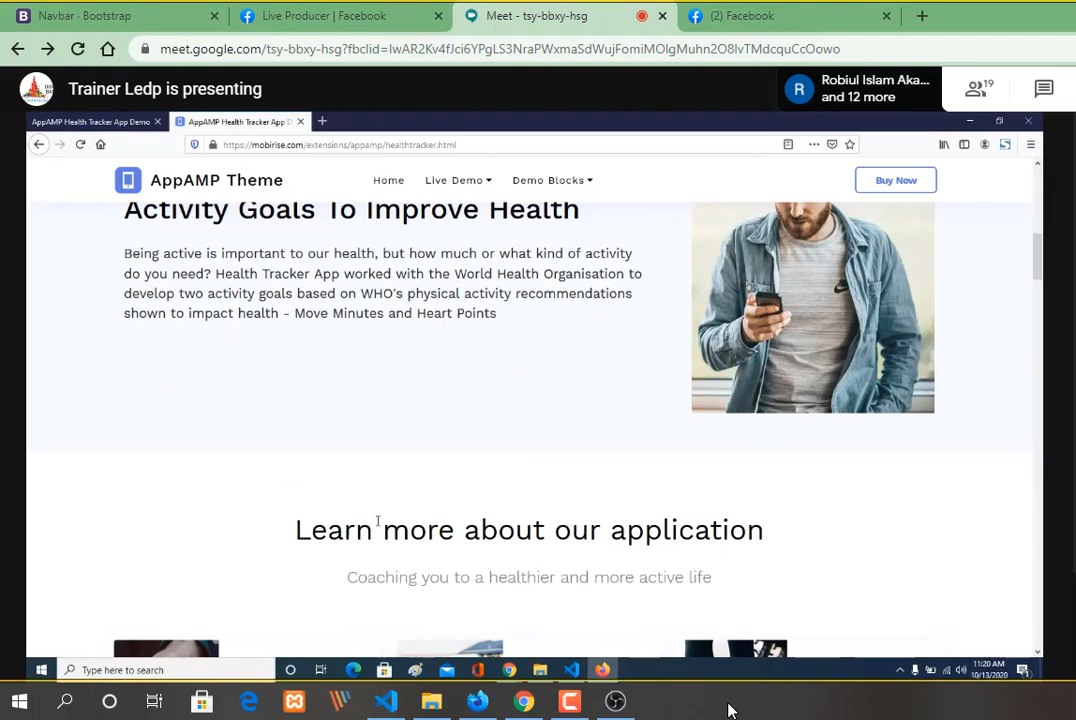 Navbar - Bootstrap
Live Producer | Facebook
Meet - tsy-bbxy-hsg
(2) Facebook
meet.google.com/tsy-bbxy-hsg?fbclid=IwAR2Kv4fJci6YPgLS3NraPWxmaSdWujFomiMOlgMuhn2O8lvTMdcquCcOowo
Trainer Ledp is presenting
R
Robiul Islam Aka...
and 12 more
19
AppAMP Health Tracker App Demo
AppAMP Health Tracker App D
https://mobirise.com/extensions/appamp/healthtracker.html
AppAMP Theme
Home
Live Demo
Demo Blocks
Buy Now
Activity Goals To Improve Health
Being active is important to our health, but how much or what kind of activity
do you need? Health Tracker App worked with the World Health Organisation to
develop two activity goals based on WHO's physical activity recommendations
shown to impact health - Move Minutes and Heart Points
Learn more about our application
Coaching you to a healthier and more active life
Type here to search
11:20 AM
10/13/2020